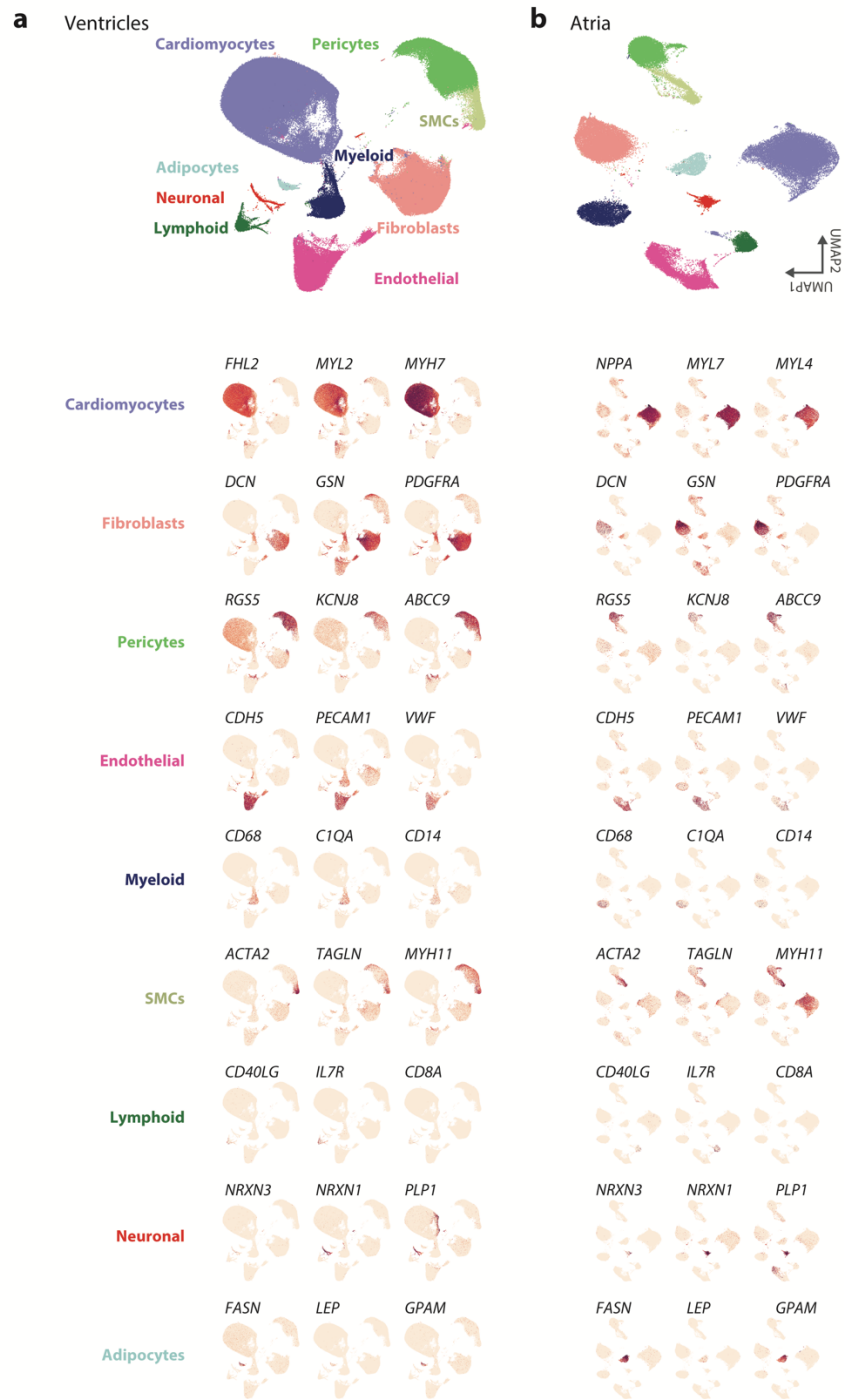 a Ventricles
b Atria
Cardiomyocytes
Pericytes
SMCs
Myeloid
Adipocytes
Neuronal
Lymphoid
Fibroblasts
Endothelial
UMAP2
UMAP1
FHL2 MYL2 MYH7 NPPA MYL7 MYL4
Cardiomyocytes
DCN GSN PDGFRA DCN GSN PDGFRA
Fibroblasts
RGS5 KCNJ8 ABCC9 RGS5 KCNJ8 ABCC9
Pericytes
CDH5 PECAM1 VWF CDH5 PECAM1 VWF
Endothelial
CD68 C1QA CD14 CD68 C1QA CD14
Myeloid
ACTA2 TAGLN MYH11 ACTA2 TAGLN MYH11
SMCs
CD40LG IL7R CD8A CD40LG IL7R CD8A
Lymphoid
NRXN3 NRXN1 PLP1 NRXN3 NRXN1 PLP1
Neuronal
FASN LEP GPAM FASN LEP GPAM
Adipocytes